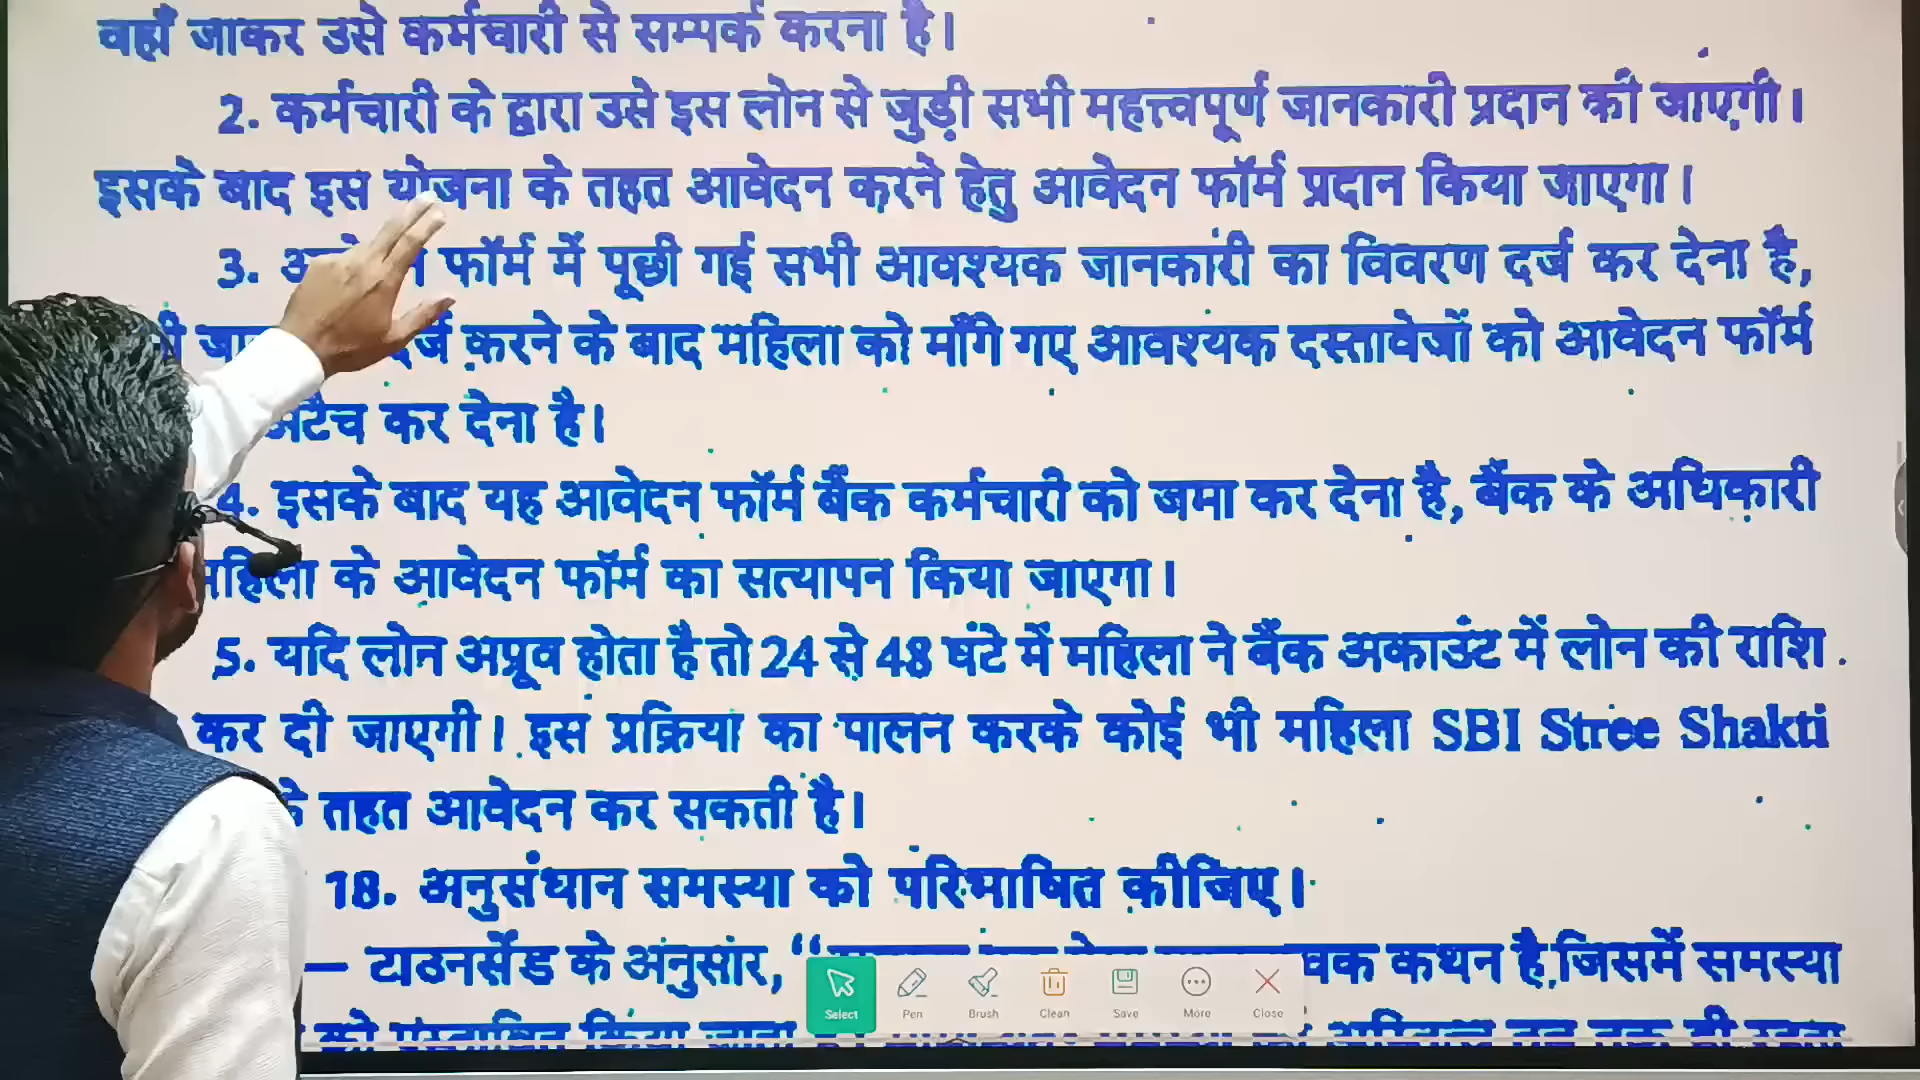 वहाँ जाकर उसे कर्मचारी से सम्पर्क करना है।
2. कर्मचारी के द्वारा उसे इस लोन से जुड़ी सभी महत्त्वपूर्ण जानकारी प्रदान की जाएगी।
इसके बाद इस योजना के तहत आवेदन करने हेतु आवेदन फॉर्म प्रदान किया जाएगा।
3. फॉर्म में पूछी गई सभी आवश्यक जानकारी का विवरण दर्ज कर देना है,
दर्ज करने के बाद महिला को माँगे गए आवश्यक दस्तावेजों को आवेदन फॉर्म
अटैच कर देना है।
4. इसके बाद यह आवेदन फॉर्म बैंक कर्मचारी को जमा कर देना है, बैंक के अधिकारी
महिला के आवेदन फॉर्म का सत्यापन किया जाएगा।
5. यदि लोन अप्रूव होता है तो 24 से 48 घंटे में महिला ने बैंक अकाउंट में लोन की राशि
कर दी जाएगी। इस प्रक्रिया का पालन करके कोई भी महिला SBI Stree Shakti
के तहत आवेदन कर सकती है।
18. अनुसंधान समस्या को परिभाषित कीजिए।
— टाउनसेंड के अनुसार, “ कथन है जिसमें समस्या
Select Pen Brush Clean Save More Close